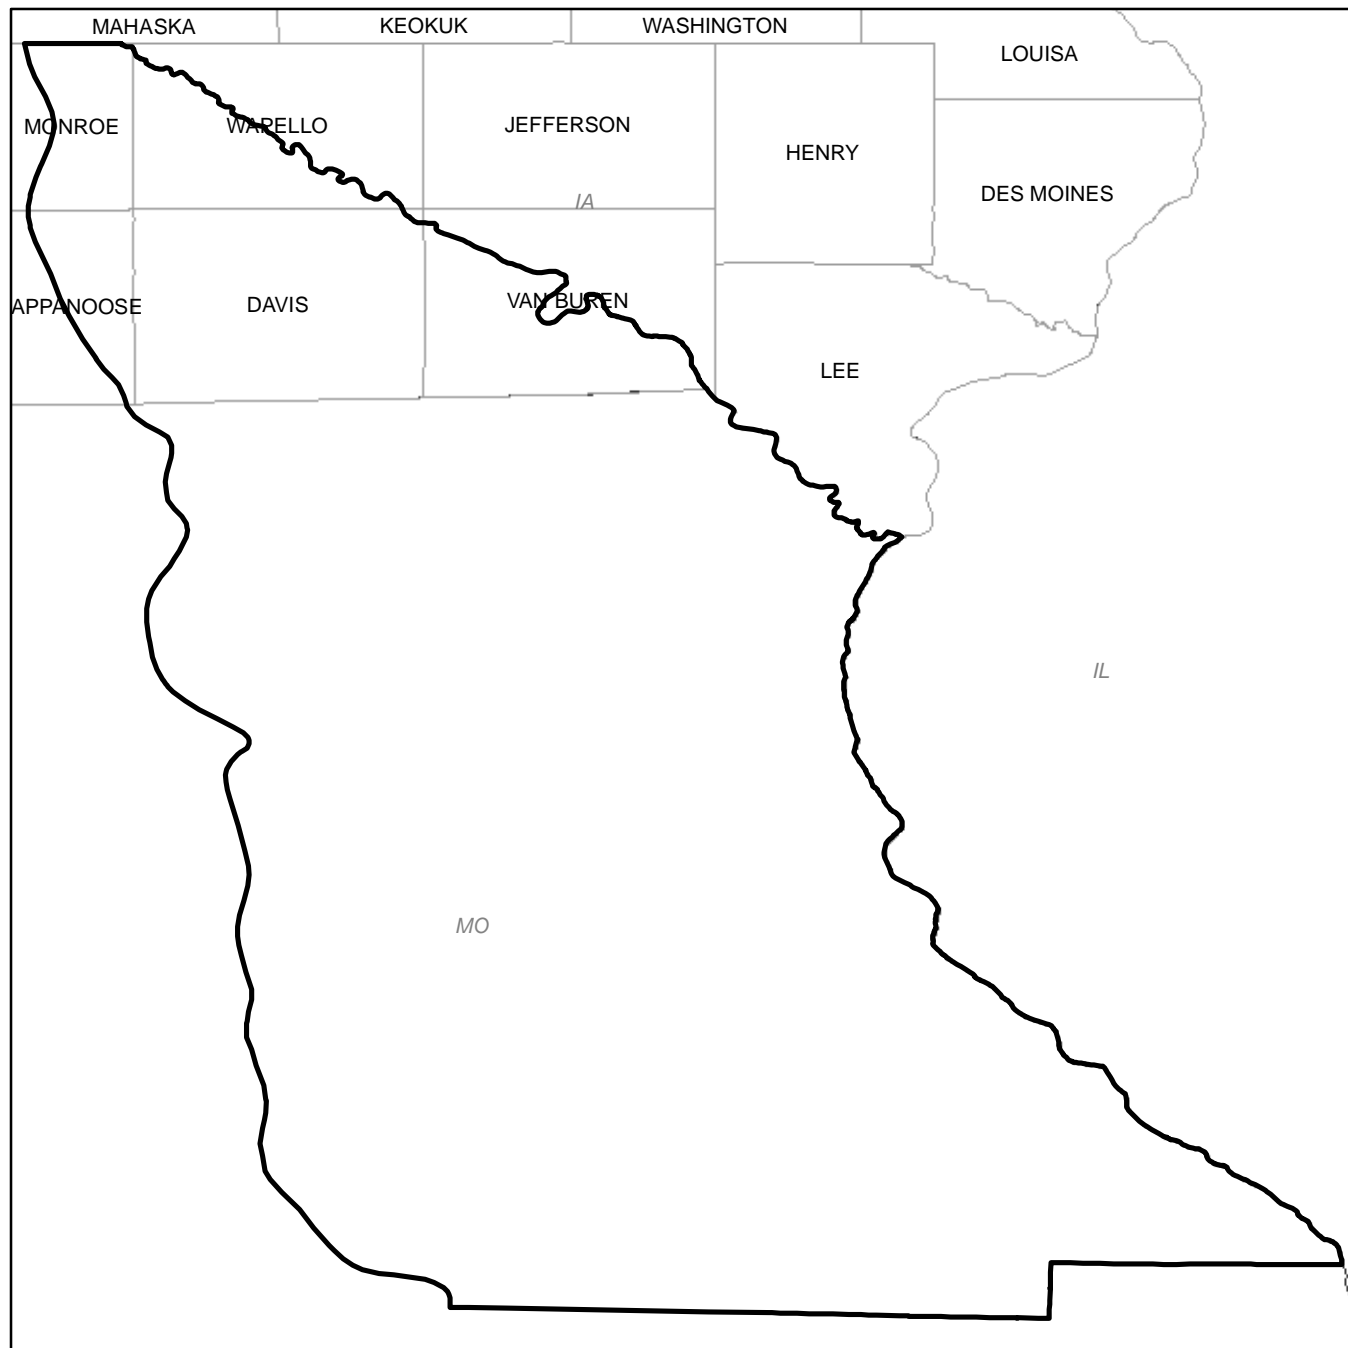 MAHASKA
KEOKUK
WASHINGTON
LOUISA
MONROE
WAPELLO
JEFFERSON
HENRY
DES MOINES
IA
APPANOOSE
DAVIS
VAN BUREN
LEE
IL
MO